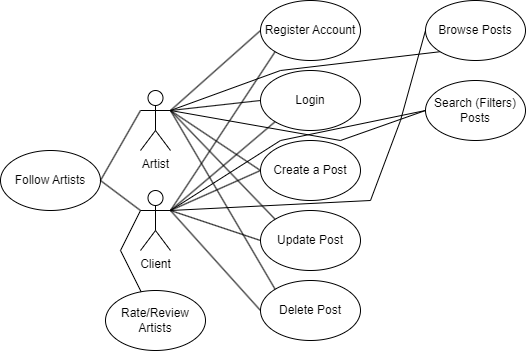 Register Account
Browse Posts
Login
Search (Filters)
Posts
Artist
Create a Post
Follow Artists
Update Post
Client
Delete Post
Rate/Review
Artists